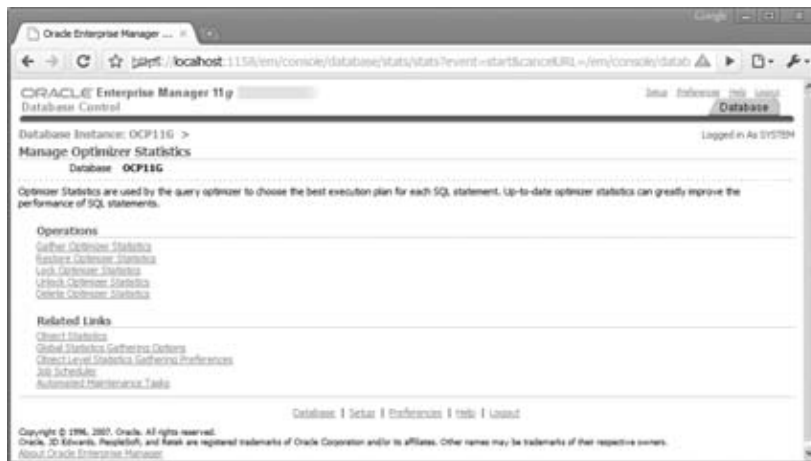 Google
Oracle Enterprise Manager ...
https://localhost:1158/em/console/database/stats/stats?event=start&cancelURL=/em/console/datab
ORACLE Enterprise Manager 11g
Database Control
Setup Preferences Help Logout
Database
Database Instance: OCP11G >
Logged in As SYSTEM
Manage Optimizer Statistics
Database OCP11G
Optimizer Statistics are used by the query optimizer to choose the best execution plan for each SQL statement. Up-to-date optimizer statistics can greatly improve the
performance of SQL statements.
Operations
Gather Optimizer Statistics
Restore Optimizer Statistics
Lock Optimizer Statistics
Unlock Optimizer Statistics
Delete Optimizer Statistics
Related Links
Object Statistics
Global Statistics Gathering Options
Object Level Statistics Gathering Preferences
Job Scheduler
Automated Maintenance Tasks
Database | Setup | Preferences | Help | Logout
Copyright © 1996, 2007, Oracle. All rights reserved.
Oracle, JD Edwards, PeopleSoft, and Retek are registered trademarks of Oracle Corporation and/or its affiliates. Other names may be trademarks of their respective owners.
About Oracle Enterprise Manager